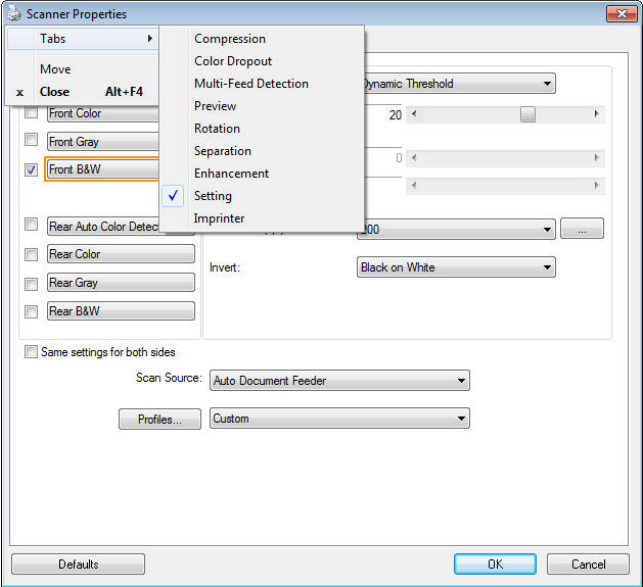 Scanner Properties
Tabs
Move
x Close Alt+F4
Compression
Color Dropout
Multi-Feed Detection
Preview
Rotation
Separation
Enhancement
Setting
Imprinter
Dynamic Threshold
20
0
Front Color
Front Gray
Front B&W
Rear Auto Color Detec
200
...
Rear Color
Rear Gray
Rear B&W
Invert:
Black on White
Same settings for both sides
Scan Source:
Auto Document Feeder
Profiles...
Custom
Defaults
OK
Cancel